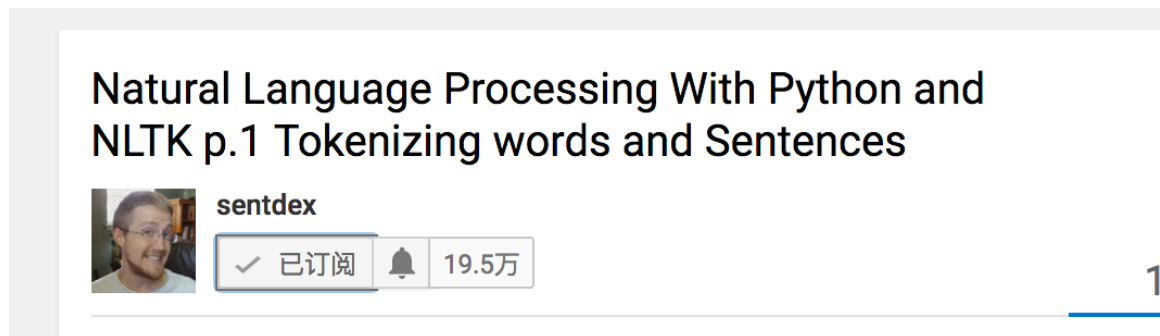 Natural Language Processing With Python and
NLTK p.1 Tokenizing words and Sentences
sentdex
已订阅 19.5万
1